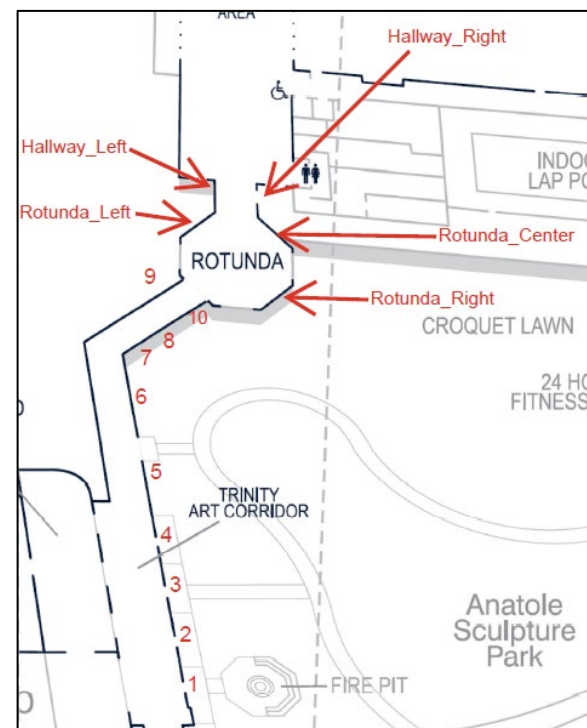 AREA
Hallway_Right
Hallway_Left
INDO
LAP PO
Rotunda_Left
Rotunda_Center
ROTUNDA
9
Rotunda_Right
10
CROQUET LAWN
8
7
24 HO
FITNESS
6
5
TRINITY
ART CORRIDOR
4
3
Anatole
Sculpture
Park
2
1
FIRE PIT